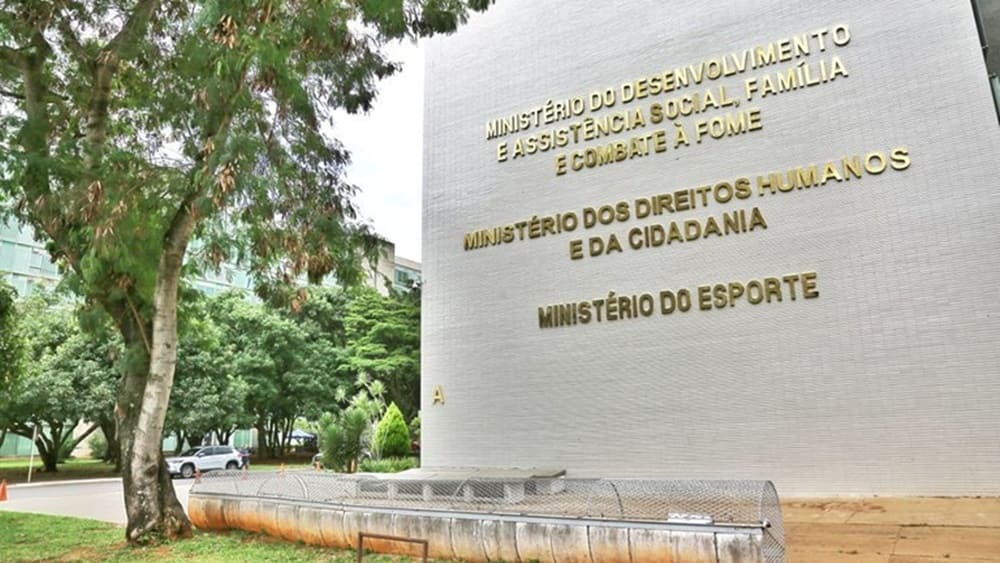 MINISTÉRIO DO DESENVOLVIMENTO
E ASSISTÊNCIA SOCIAL, FAMÍLIA
E COMBATE À FOME
MINISTÉRIO DOS DIREITOS HUMANOS
E DA CIDADANIA
MINISTÉRIO DO ESPORTE
A